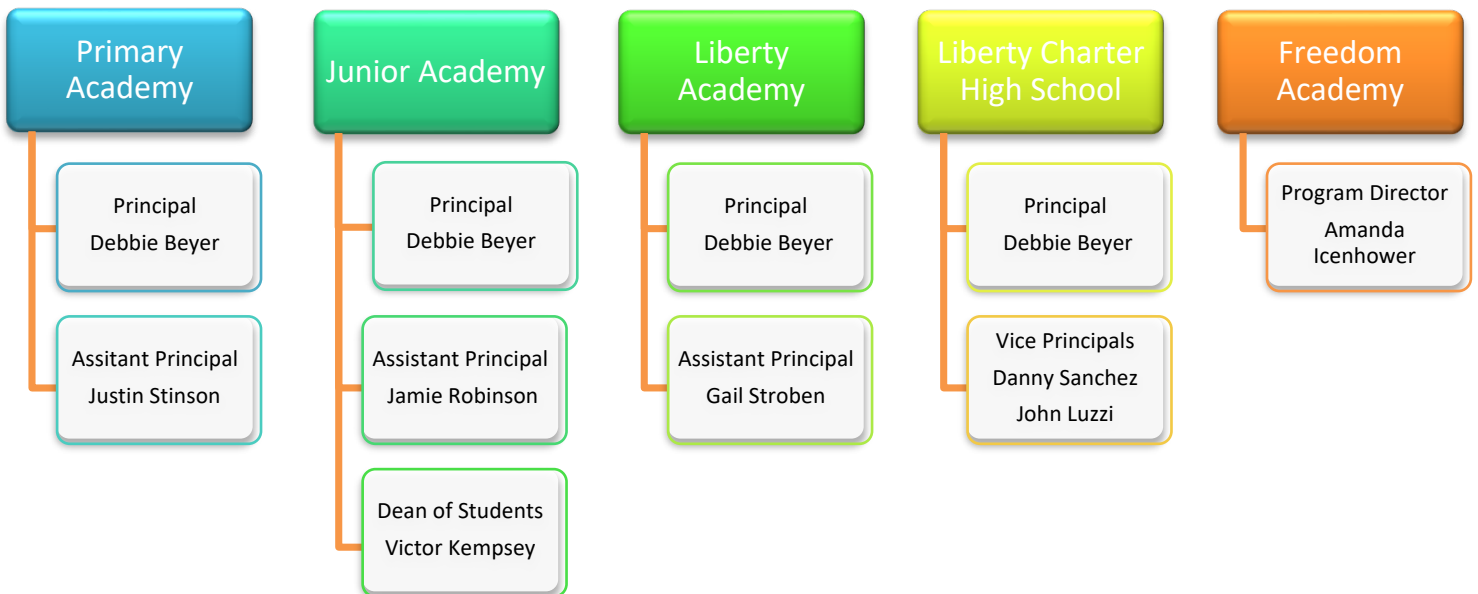 Primary
Academy
Principal
Debbie Beyer
Assitant Principal
Justin Stinson
Junior Academy
Principal
Debbie Beyer
Assistant Principal
Jamie Robinson
Dean of Students
Victor Kempsey
Liberty
Academy
Principal
Debbie Beyer
Assistant Principal
Gail Stroben
Liberty Charter
High School
Principal
Debbie Beyer
Vice Principals
Danny Sanchez
John Luzzi
Freedom
Academy
Program Director
Amanda
Icenhower